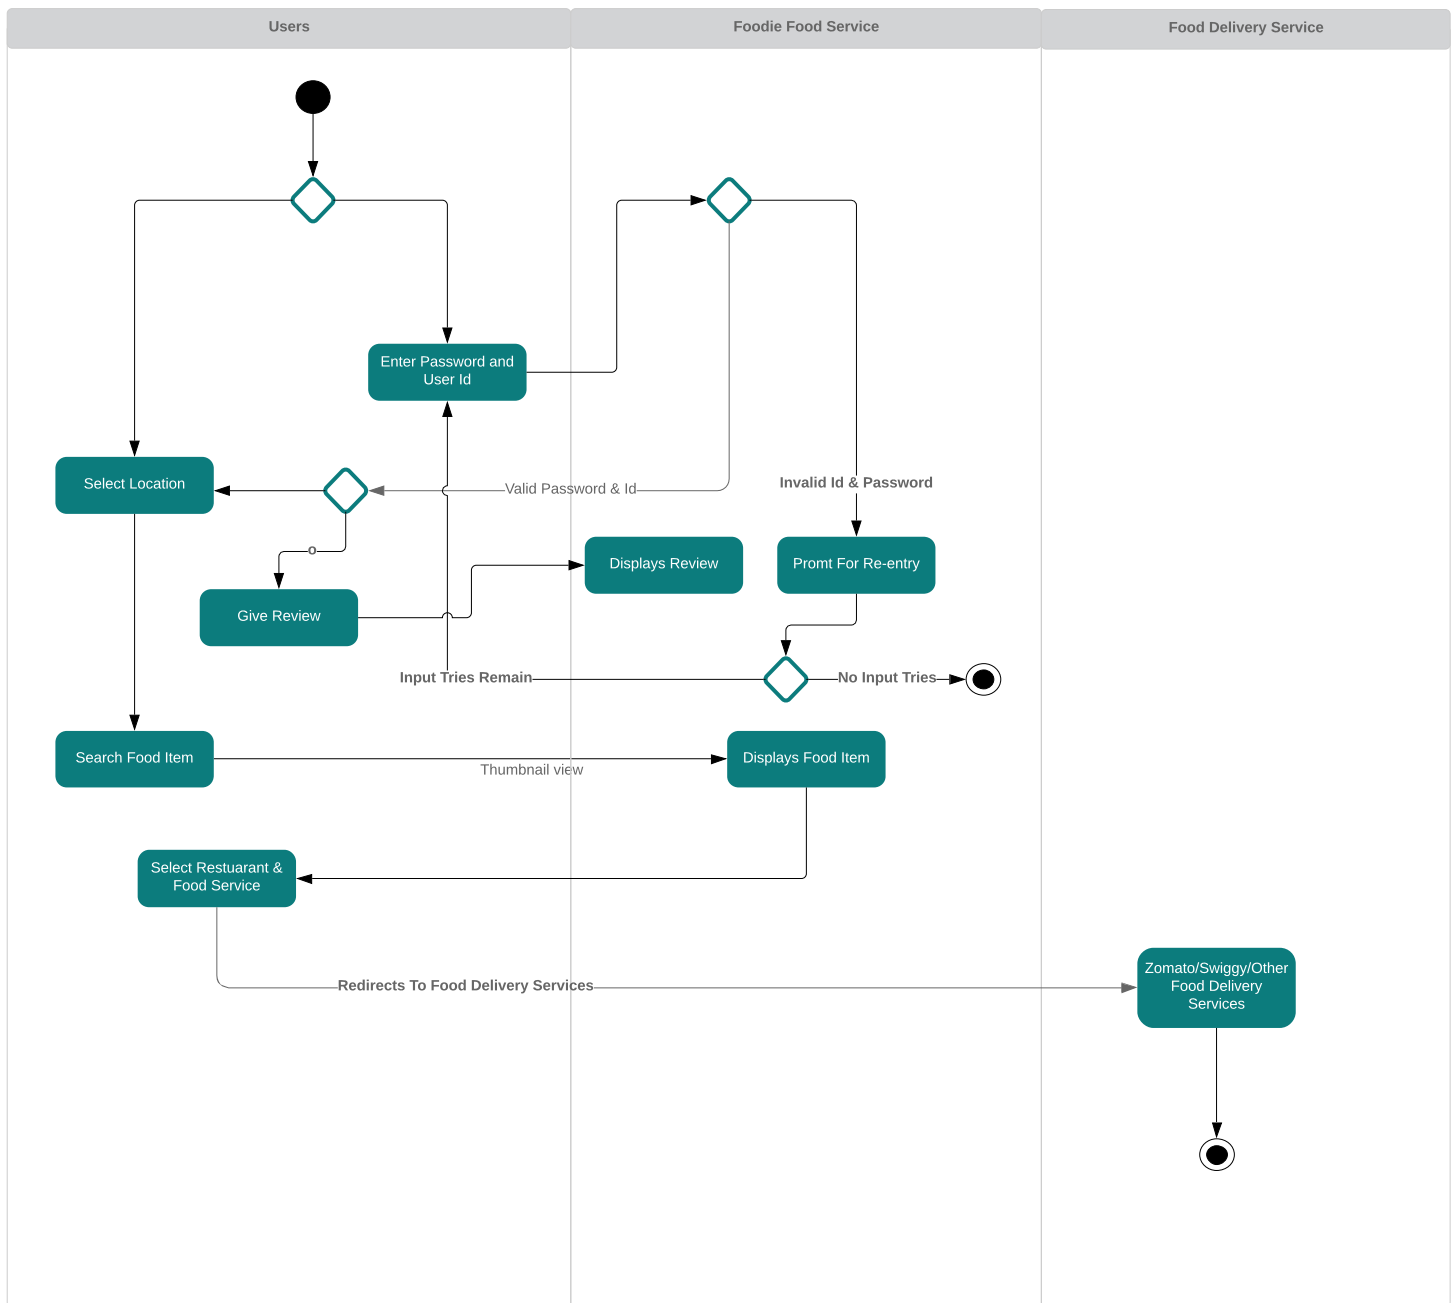 Users
Foodie Food Service
Food Delivery Service
Enter Password and
User Id
Select Location
Valid Password & Id
Invalid Id & Password
o
Displays Review
Promt For Re-entry
Give Review
Input Tries Remain
No Input Tries
Search Food Item
Thumbnail view
Displays Food Item
Select Restuarant &
Food Service
Redirects To Food Delivery Services
Zomato/Swiggy/Other
Food Delivery
Services